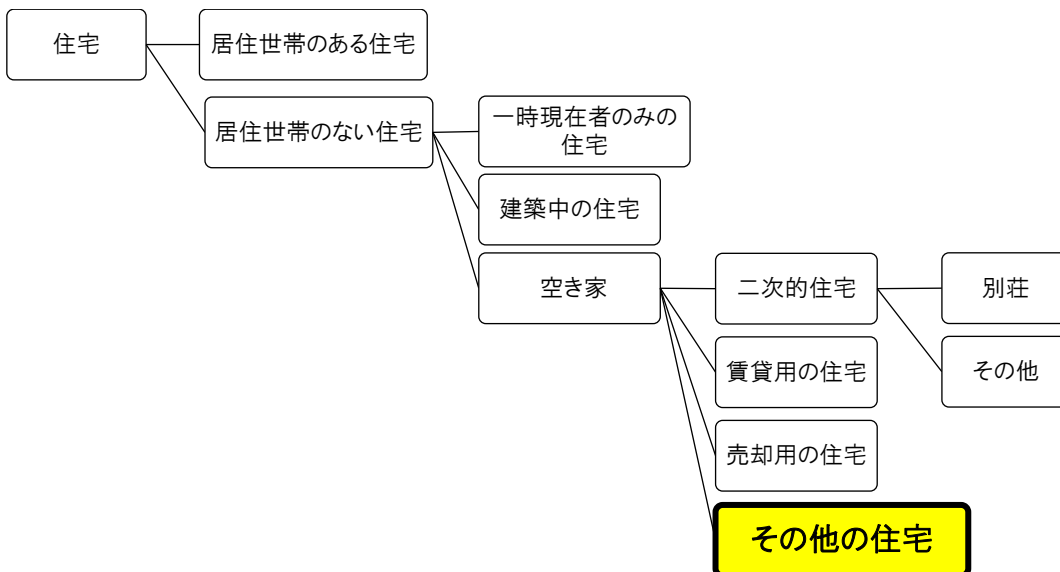 住宅
居住世帯のある住宅
居住世帯のない住宅
一時現在者のみの
住宅
建築中の住宅
空き家
二次的住宅
別荘
賃貸用の住宅
その他
売却用の住宅
その他の住宅